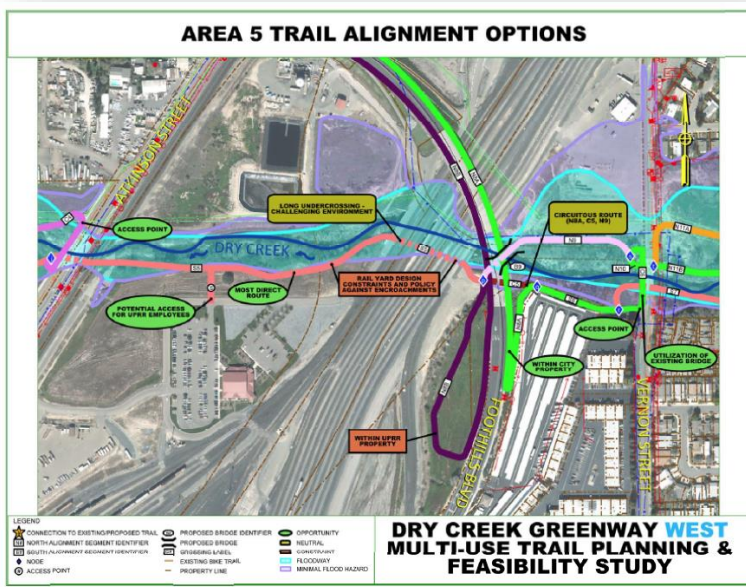 AREA 5 TRAIL ALIGNMENT OPTIONS
ATKINSON STREET
ACCESS POINT
LONG UNDERCROSSING -
CHALLENGING ENVIRONMENT
CIRCUITOUS ROUTE
(N8A, C5, N9)
DRY CREEK
N11A
N11B
S5
MOST DIRECT
ROUTE
RAIL YARD DESIGN
CONSTRAINTS AND POLICY
AGAINST ENCROACHMENTS
POTENTIAL ACCESS
FOR UPRR EMPLOYEES
ACCESS POINT
WITHIN CITY
PROPERTY
UTILIZATION OF
EXISTING BRIDGE
WITHIN UPRR
PROPERTY
FOOTHILLS BLVD
VERNON STREET
LEGEND
CONNECTION TO EXISTING/PROPOSED TRAIL
NORTH ALIGNMENT SEGMENT IDENTIFIER
SOUTH ALIGNMENT SEGMENT IDENTIFIER
NODE
ACCESS POINT
PROPOSED BRIDGE IDENTIFIER
PROPOSED BRIDGE
CROSSING LABEL
EXISTING BIKE TRAIL
PROPERTY LINE
OPPORTUNITY
NEUTRAL
CONSTRAINT
FLOODWAY
MINIMAL FLOOD HAZARD
DRY CREEK GREENWAY WEST
MULTI-USE TRAIL PLANNING &
FEASIBILITY STUDY